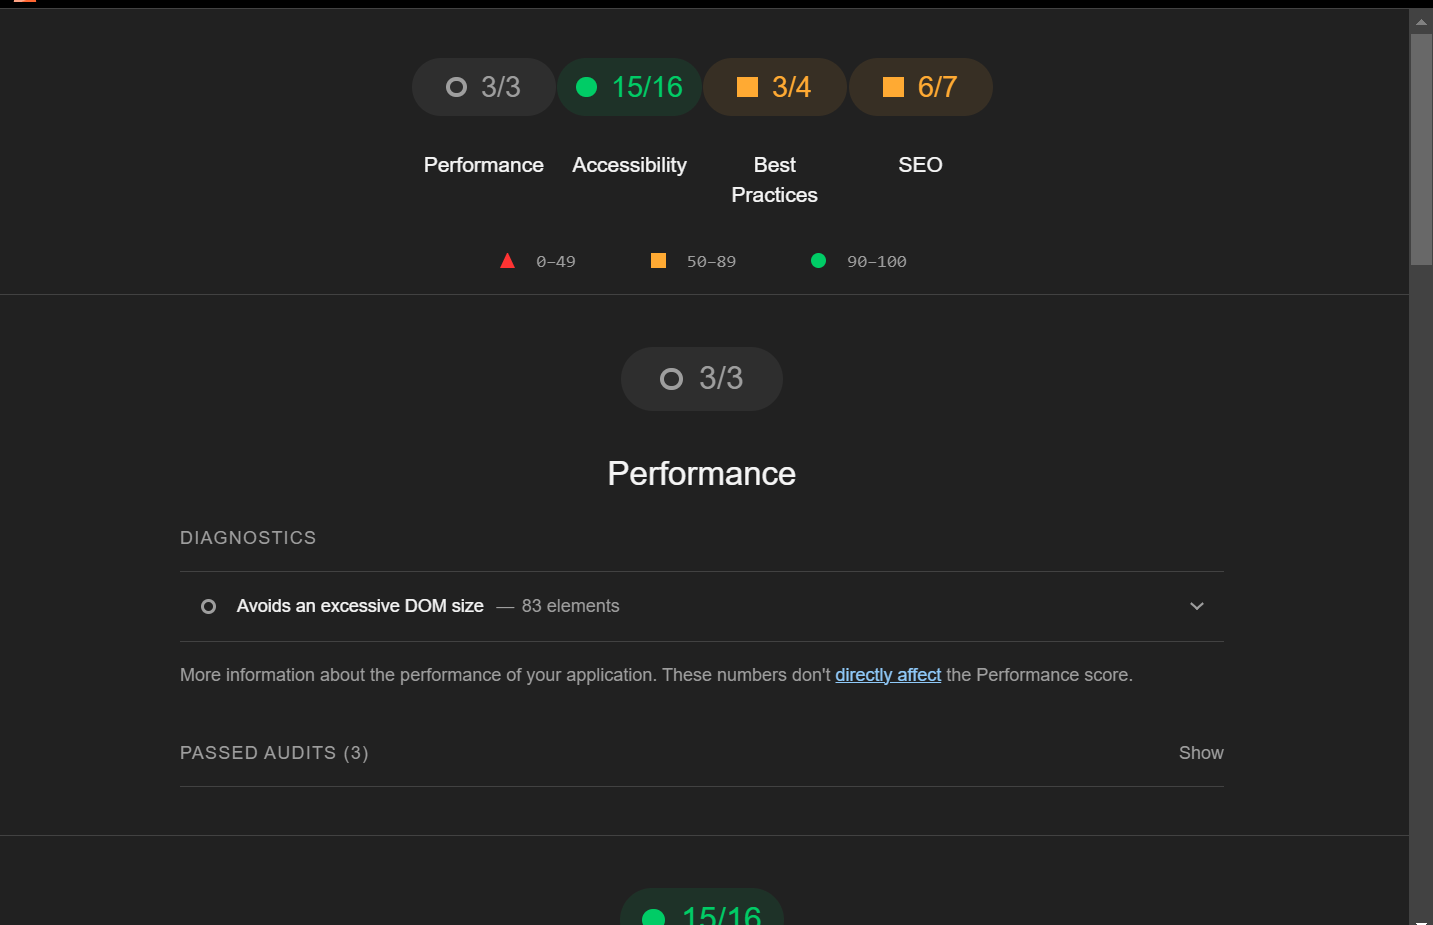 3/3 15/16 3/4 6/7
Performance Accessibility Best Practices SEO
0–49 50–89 90–100
3/3
Performance
DIAGNOSTICS
Avoids an excessive DOM size — 83 elements
More information about the performance of your application. These numbers don't directly affect the Performance score.
PASSED AUDITS (3) Show
15/16